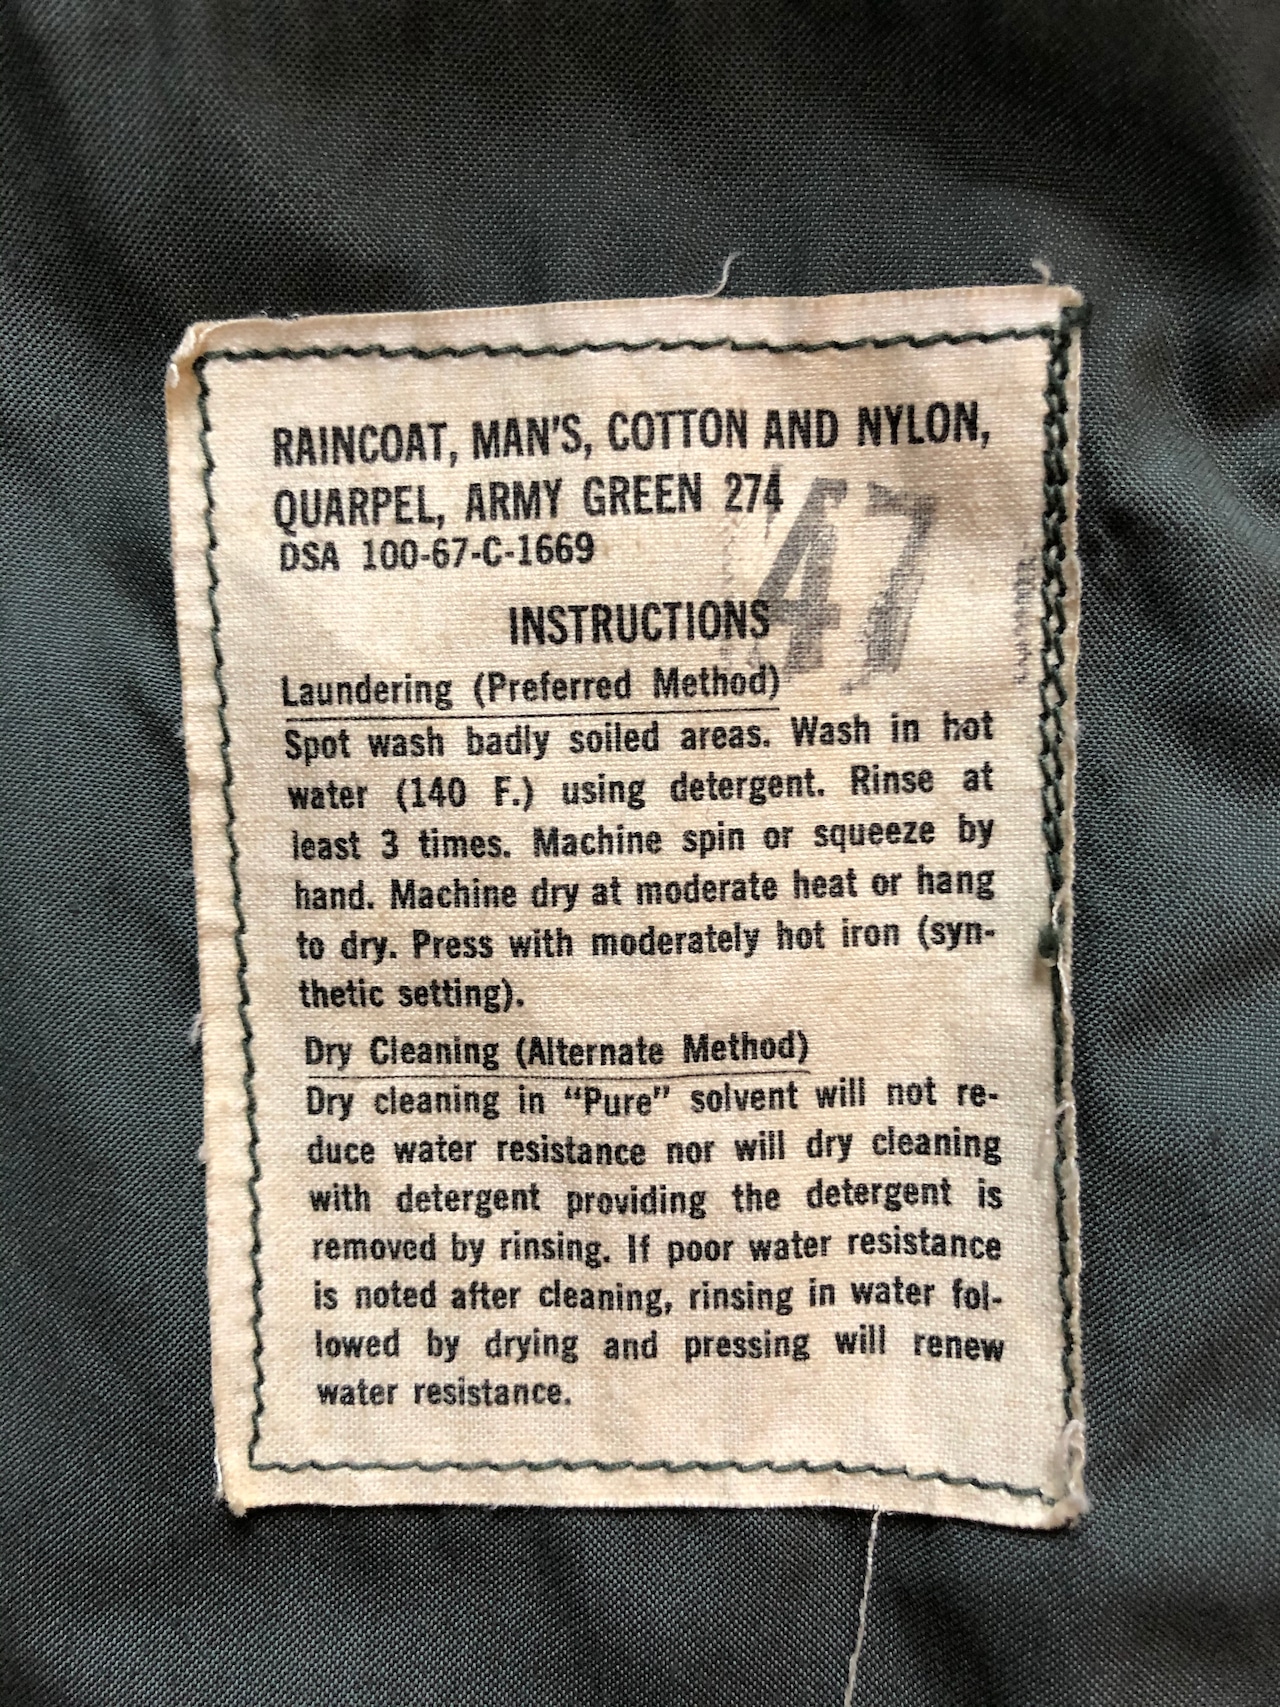 RAINCOAT, MAN'S, COTTON AND NYLON,
QUARPEL, ARMY GREEN 274
47
DSA 100-67-C-1669
INSTRUCTIONS
Laundering (Preferred Method)
Spot wash badly soiled areas. Wash in hot
water (140 F.) using detergent. Rinse at
least 3 times. Machine spin or squeeze by
hand. Machine dry at moderate heat or hang
to dry. Press with moderately hot iron (syn-
thetic setting).
Dry Cleaning (Alternate Method)
Dry cleaning in “Pure” solvent will not re-
duce water resistance nor will dry cleaning
with detergent providing the detergent is
removed by rinsing. If poor water resistance
is noted after cleaning, rinsing in water fol-
lowed by drying and pressing will renew
water resistance.